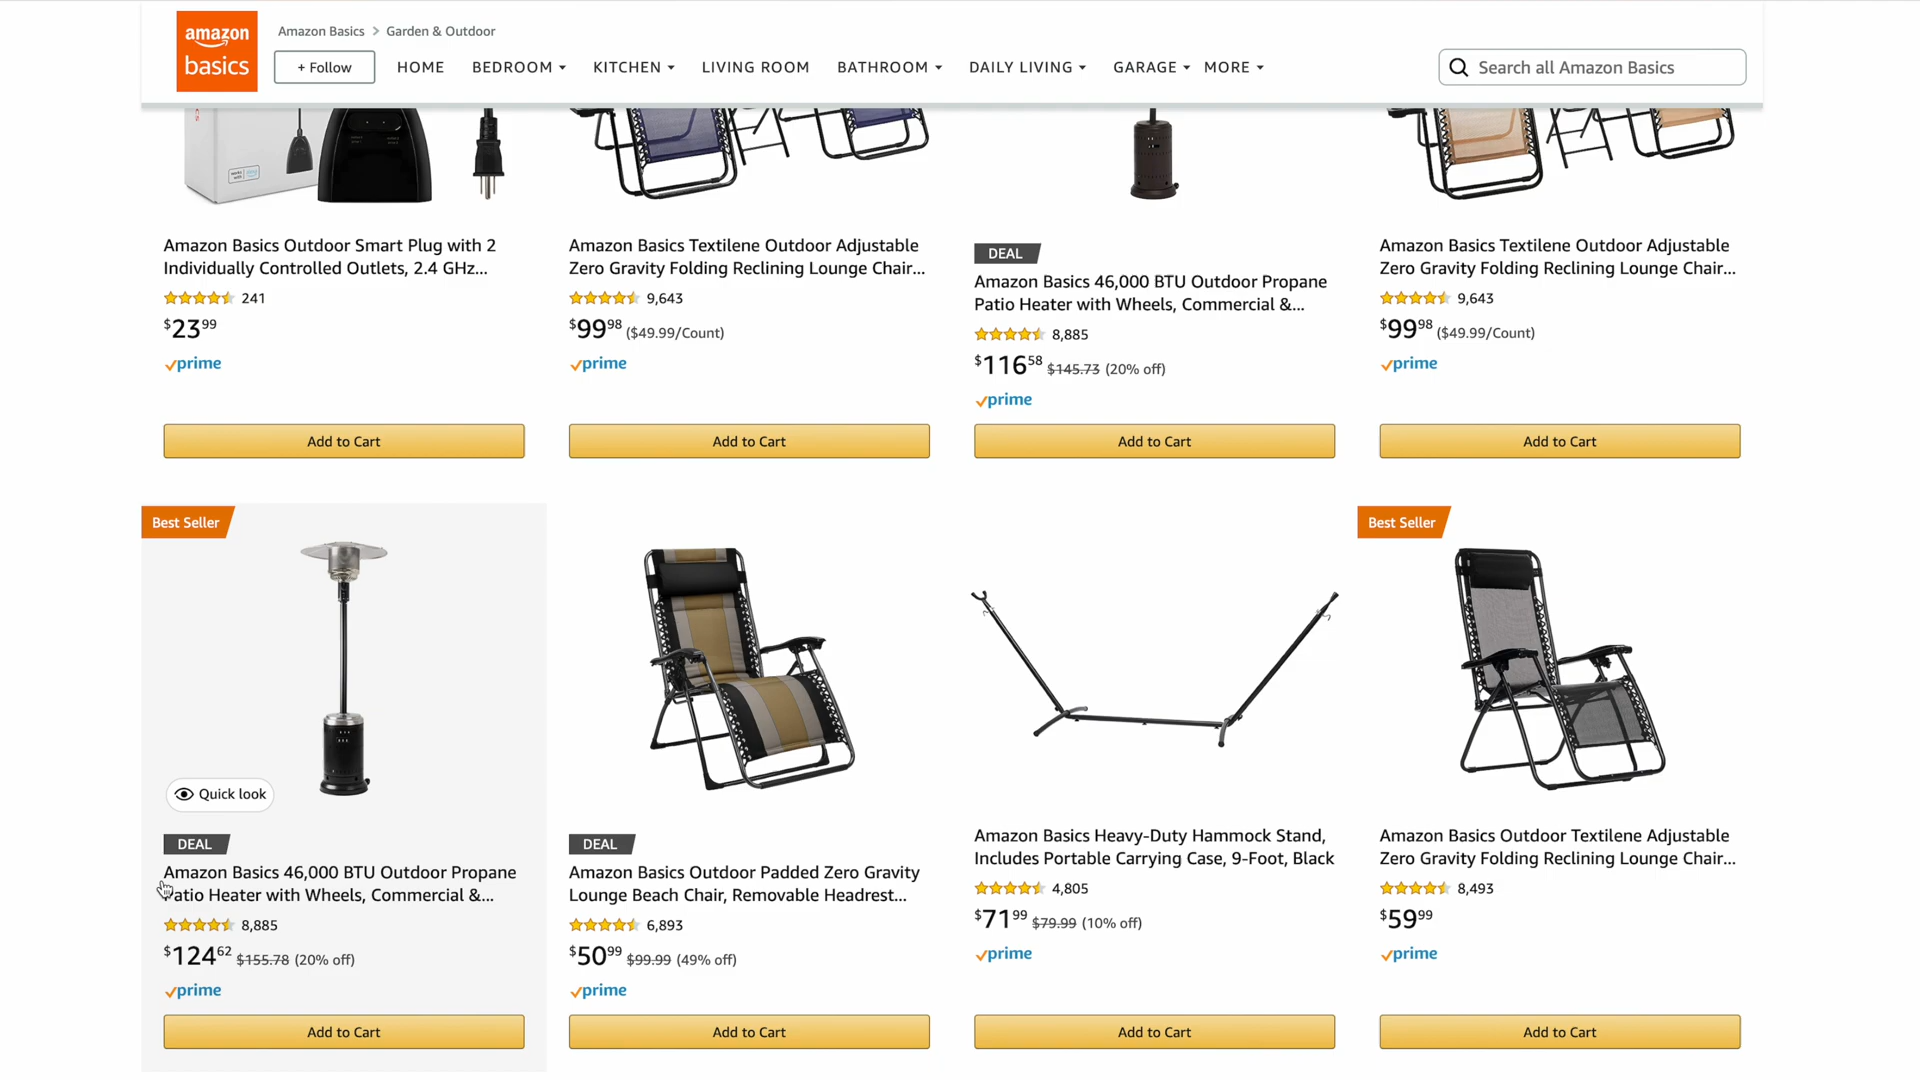 amazon
basics
Amazon Basics > Garden & Outdoor
+ Follow
HOME
BEDROOM
KITCHEN
LIVING ROOM
BATHROOM
DAILY LIVING
GARAGE
MORE
Search all Amazon Basics
Amazon Basics Outdoor Smart Plug with 2
Individually Controlled Outlets, 2.4 GHz...
241
$23.99
prime
Add to Cart
Amazon Basics Textilene Outdoor Adjustable
Zero Gravity Folding Reclining Lounge Chair...
9,643
$99.98 ($49.99/Count)
prime
Add to Cart
DEAL
Amazon Basics 46,000 BTU Outdoor Propane
Patio Heater with Wheels, Commercial &...
8,885
$116.58 $145.73 (20% off)
prime
Add to Cart
Amazon Basics Textilene Outdoor Adjustable
Zero Gravity Folding Reclining Lounge Chair...
9,643
$99.98 ($49.99/Count)
prime
Add to Cart
Best Seller
Quick look
DEAL
Amazon Basics 46,000 BTU Outdoor Propane
Patio Heater with Wheels, Commercial &...
8,885
$124.62 $155.78 (20% off)
prime
Add to Cart
DEAL
Amazon Basics Outdoor Padded Zero Gravity
Lounge Beach Chair, Removable Headrest...
6,893
$50.99 $99.99 (49% off)
prime
Add to Cart
Amazon Basics Heavy-Duty Hammock Stand,
Includes Portable Carrying Case, 9-Foot, Black
4,805
$71.99 $79.99 (10% off)
prime
Add to Cart
Best Seller
Amazon Basics Outdoor Textilene Adjustable
Zero Gravity Folding Reclining Lounge Chair...
8,493
$59.99
prime
Add to Cart